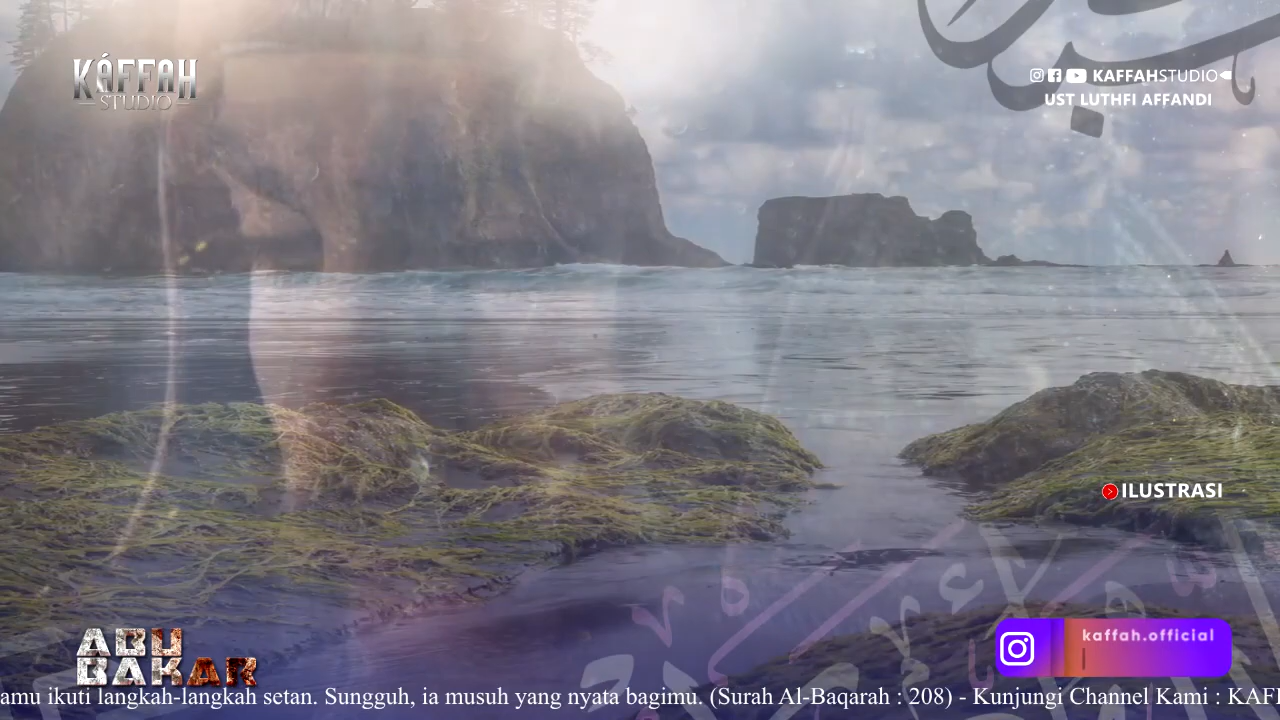 KÁFFAH
STUDIO
KAFFAHSTUDIO
UST LUTHFI AFFANDI
ILUSTRASI
ABU
BAKAR
kaffah.official
amu ikuti langkah-langkah setan. Sungguh, ia musuh yang nyata bagimu. (Surah Al-Baqarah : 208) - Kunjungi Channel Kami : KAF